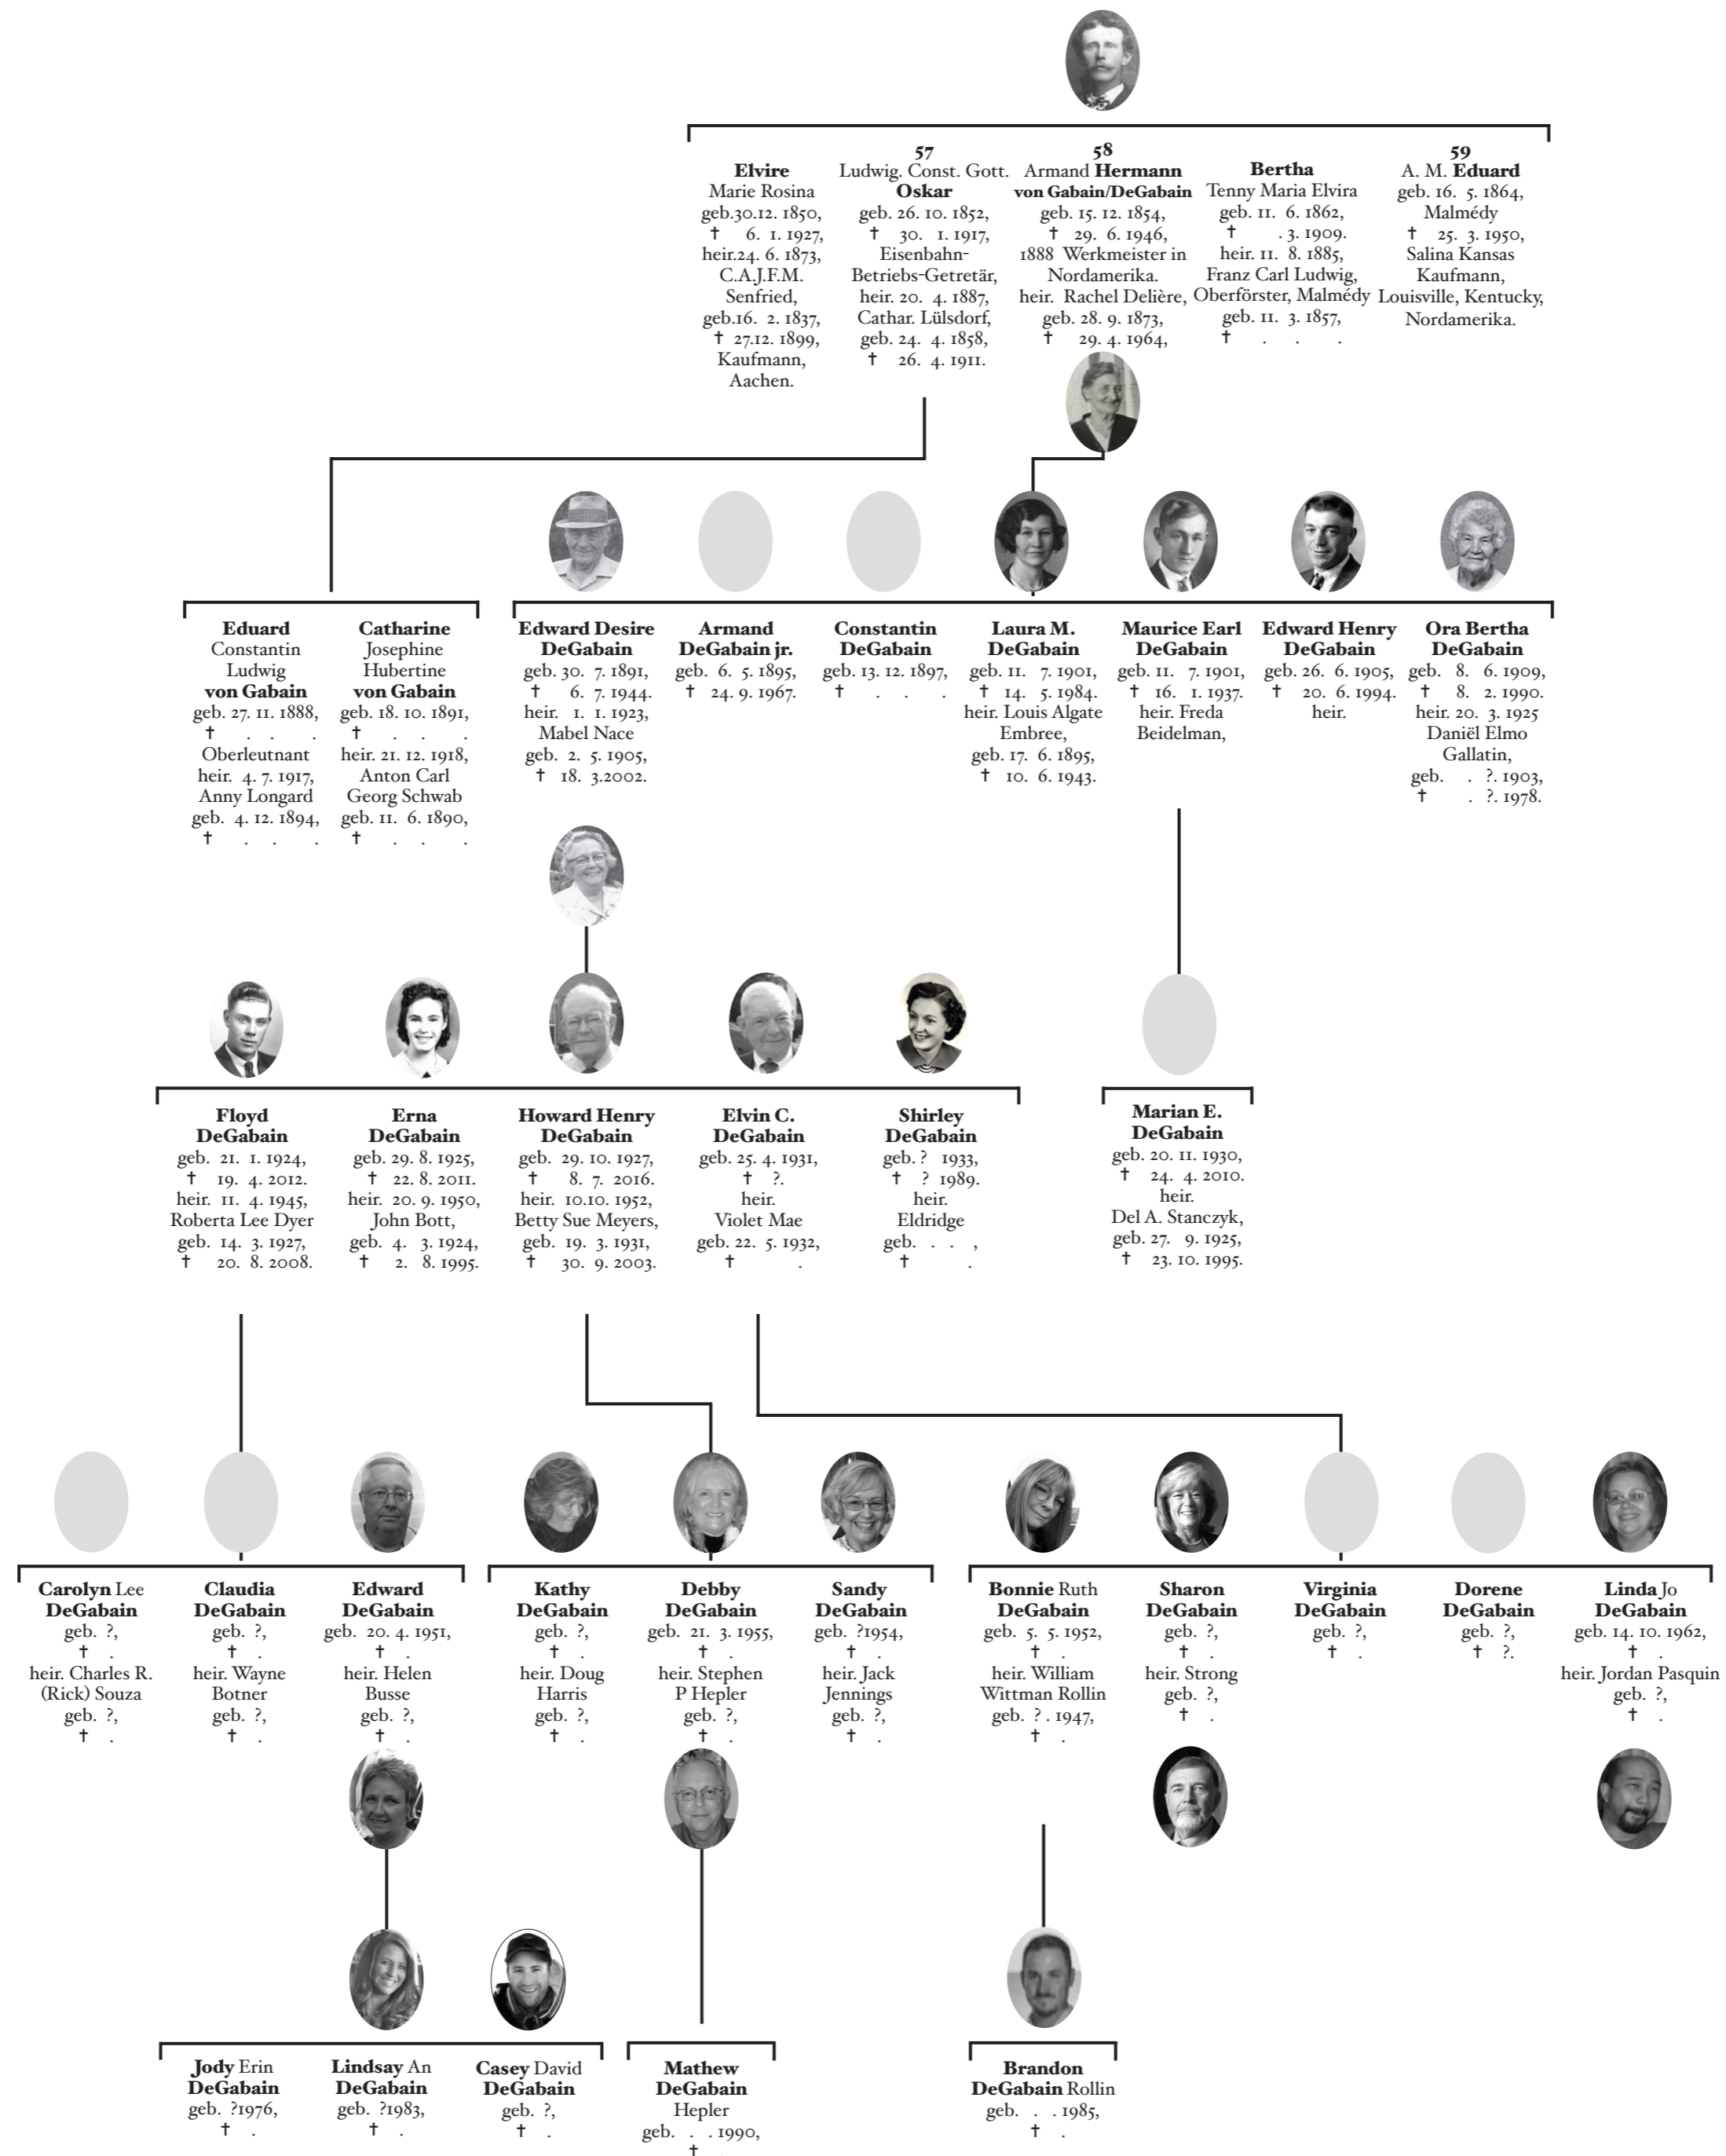 Elvire
Marie Rosina
geb.30.12. 1850,
† 6. 1. 1927,
heir.24. 6. 1873,
C.A.J.F.M.
Senfried,
geb.16. 2. 1837,
† 27.12. 1899,
Kaufmann,
Aachen.
57
Ludwig. Const. Gott.
Oskar
geb. 26. 10. 1852,
† 30. 1. 1917,
Eisenbahn-
Betriebs-Getretär,
heir. 20. 4. 1887,
Cathar. Lülsdorf,
geb. 24. 4. 1858,
† 26. 4. 1911.
58
Armand Hermann
von Gabain/DeGabain
geb. 15. 12. 1854,
† 29. 6. 1946,
1888 Werkmeister in
Nordamerika.
heir. Rachel Delière,
geb. 28. 9. 1873,
† 29. 4. 1964,
Bertha
Tenny Maria Elvira
geb. 11. 6. 1862,
† . 3. 1909.
heir. 11. 8. 1885,
Franz Carl Ludwig,
Oberförster, Malmédy
geb. 11. 3. 1857,
† . . .
59
A. M. Eduard
geb. 16. 5. 1864,
Malmédy
† 25. 3. 1950,
Salina Kansas
Kaufmann,
Louisville, Kentucky,
Nordamerika.
Eduard
Constantin
Ludwig
von Gabain
geb. 27. 11. 1888,
† . . .
Oberleutnant
heir. 4. 7. 1917,
Anny Longard
geb. 4. 12. 1894,
† . . .
Catharine
Josephine
Hubertine
von Gabain
geb. 18. 10. 1891,
† . . .
heir. 21. 12. 1918,
Anton Carl
Georg Schwab
geb. 11. 6. 1890,
† . . .
Edward Desire
DeGabain
geb. 30. 7. 1891,
† 6. 7. 1944.
heir. 1. 1. 1923,
Mabel Nace
geb. 2. 5. 1905,
† 18. 3.2002.
Armand
DeGabain jr.
geb. 6. 5. 1895,
† 24. 9. 1967.
Constantin
DeGabain
geb. 13. 12. 1897,
† . . .
Laura M.
DeGabain
geb. 11. 7. 1901,
† 14. 5. 1984.
heir. Louis Algate
Embree,
geb. 17. 6. 1895,
† 10. 6. 1943.
Maurice Earl
DeGabain
geb. 11. 7. 1901,
† 16. 1. 1937.
heir. Freda
Beidelman,
Edward Henry
DeGabain
geb. 26. 6. 1905,
† 20. 6. 1994.
heir.
Ora Bertha
DeGabain
geb. 8. 6. 1909,
† 8. 2. 1990.
heir. 20. 3. 1925
Daniël Elmo
Gallatin,
geb. . ?. 1903,
† . ?. 1978.
Floyd
DeGabain
geb. 21. 1. 1924,
† 19. 4. 2012.
heir. 11. 4. 1945,
Roberta Lee Dyer
geb. 14. 3. 1927,
† 20. 8. 2008.
Erna
DeGabain
geb. 29. 8. 1925,
† 22. 8. 2011.
heir. 20. 9. 1950,
John Bott,
geb. 4. 3. 1924,
† 2. 8. 1995.
Howard Henry
DeGabain
geb. 29. 10. 1927,
† 8. 7. 2016.
heir. 10.10. 1952,
Betty Sue Meyers,
geb. 19. 3. 1931,
† 30. 9. 2003.
Elvin C.
DeGabain
geb. 25. 4. 1931,
† ?.
heir.
Violet Mae
geb. 22. 5. 1932,
† .
Shirley
DeGabain
geb. ? 1933,
† ? 1989.
heir.
Eldridge
geb. . . ,
† .
Marian E.
DeGabain
geb. 20. 11. 1930,
† 24. 4. 2010.
heir.
Del A. Stanczyk,
geb. 27. 9. 1925,
† 23. 10. 1995.
Carolyn Lee
DeGabain
geb. ?,
† .
heir. Charles R.
(Rick) Souza
geb. ?,
† .
Claudia
DeGabain
geb. ?,
† .
heir. Wayne
Botner
geb. ?,
† .
Edward
DeGabain
geb. 20. 4. 1951,
† .
heir. Helen
Busse
geb. ?,
† .
Kathy
DeGabain
geb. ?,
† .
heir. Doug
Harris
geb. ?,
† .
Debby
DeGabain
geb. 21. 3. 1955,
† .
heir. Stephen
P Hepler
geb. ?,
† .
Sandy
DeGabain
geb. ?1954,
† .
heir. Jack
Jennings
geb. ?,
† .
Bonnie Ruth
DeGabain
geb. 5. 5. 1952,
† .
heir. William
Wittman Rollin
geb. ? . 1947,
† .
Sharon
DeGabain
geb. ?,
† .
heir. Strong
geb. ?,
† .
Virginia
DeGabain
geb. ?,
† .
Dorene
DeGabain
geb. ?,
† ?.
Linda Jo
DeGabain
geb. 14. 10. 1962,
† .
heir. Jordan Pasquin
geb. ?,
† .
Jody Erin
DeGabain
geb. ?1976,
† .
Lindsay An
DeGabain
geb. ?1983,
† .
Casey David
DeGabain
geb. ?,
† .
Mathew
DeGabain
Hepler
geb. . . 1990,
†
Brandon
DeGabain Rollin
geb. . . 1985,
† .